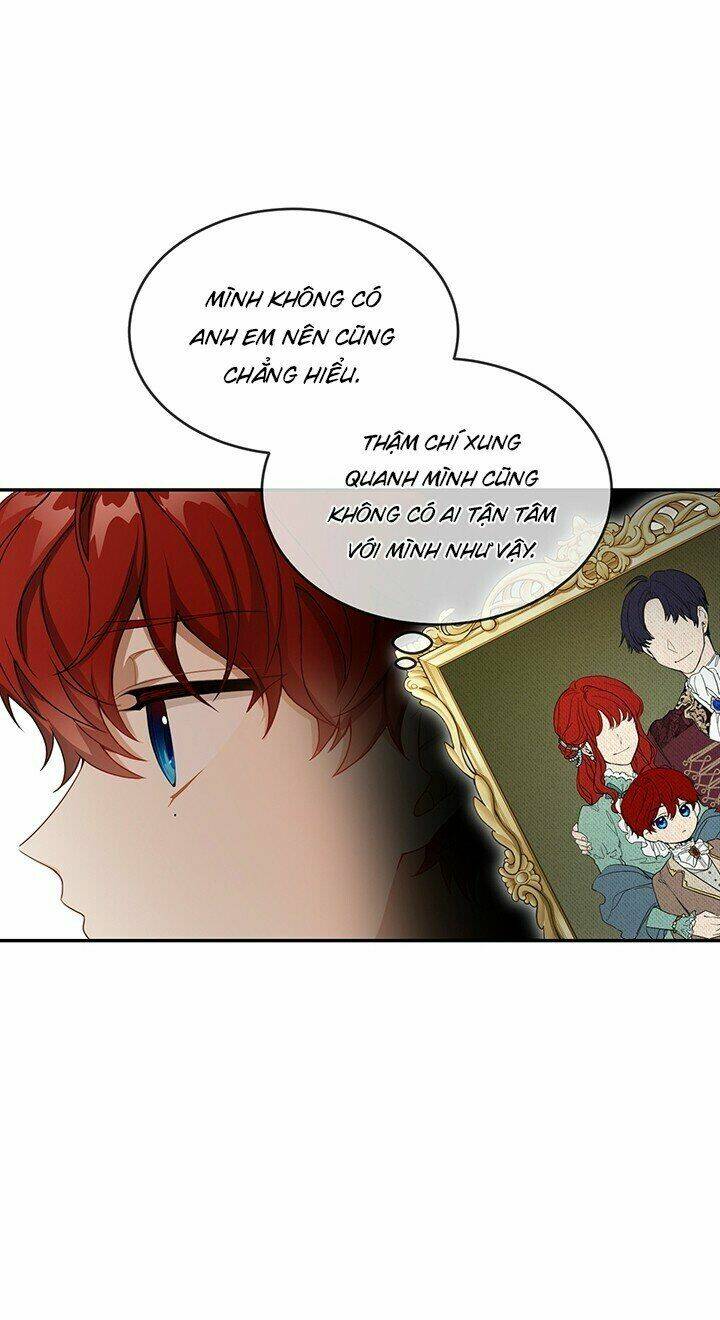 MÌNH KHÔNG CÓ
ANH EM NÊN CŨNG
CHẲNG HIỂU.
THẬM CHÍ XUNG
QUANH MÌNH CŨNG
KHÔNG CÓ AI TẬN TÂM
VỚI MÌNH NHƯ VẬY.